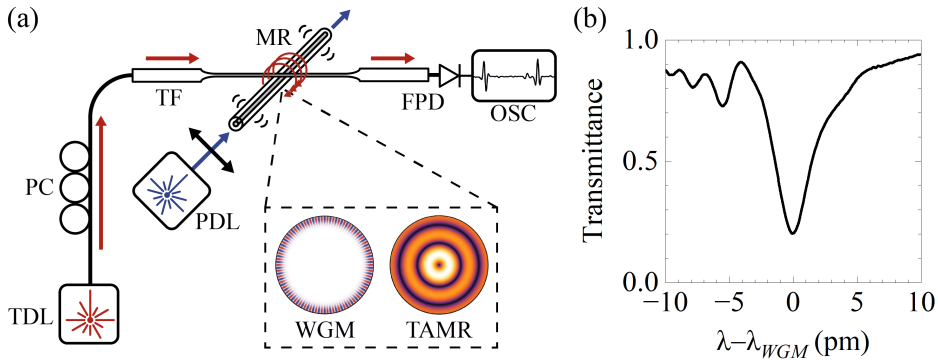 (a)
MR
TF
FPD
OSC
PC
PDL
TDL
WGM
TAMR
(b)
1.0
0.5
0.0
Transmittance
−10
−5
0
5
10
λ−λWGM (pm)